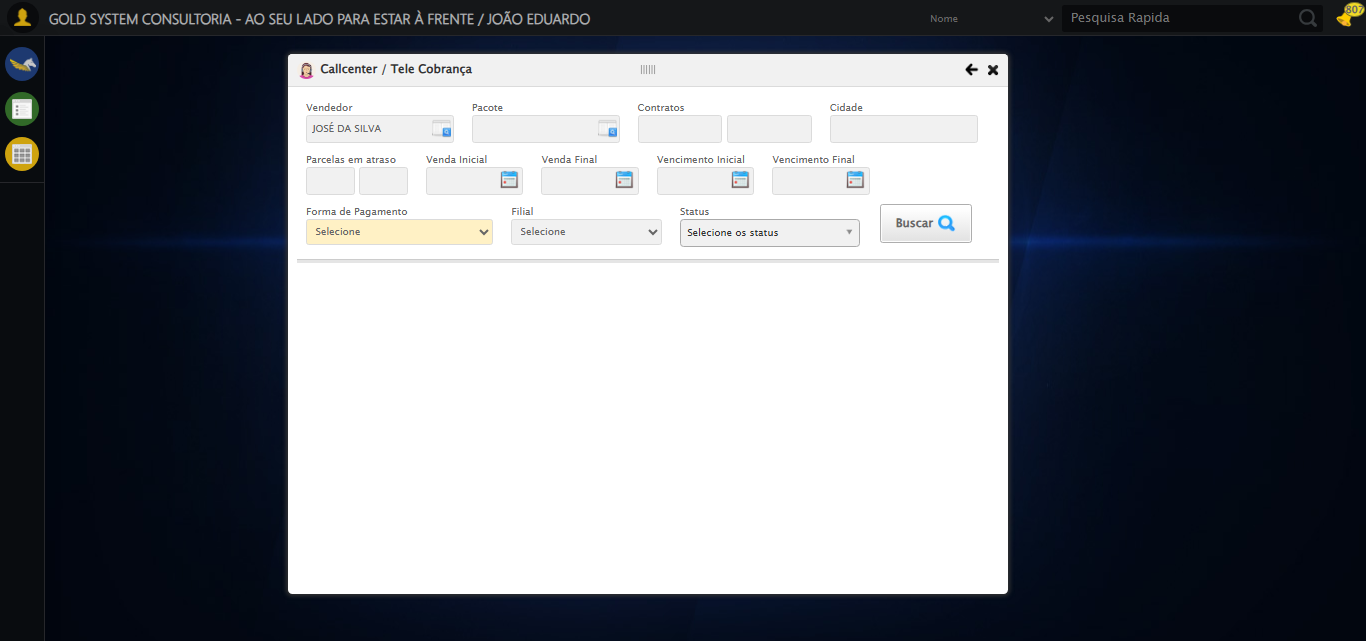 GOLD SYSTEM CONSULTORIA - AO SEU LADO PARA ESTAR À FRENTE / JOÃO EDUARDO
Nome
Pesquisa Rapida
807
Callcenter / Tele Cobrança
Vendedor
Pacote
Contratos
Cidade
JOSÉ DA SILVA
Parcelas em atraso
Venda Inicial
Venda Final
Vencimento Inicial
Vencimento Final
Forma de Pagamento
Filial
Status
Selecione
Selecione
Selecione os status
Buscar